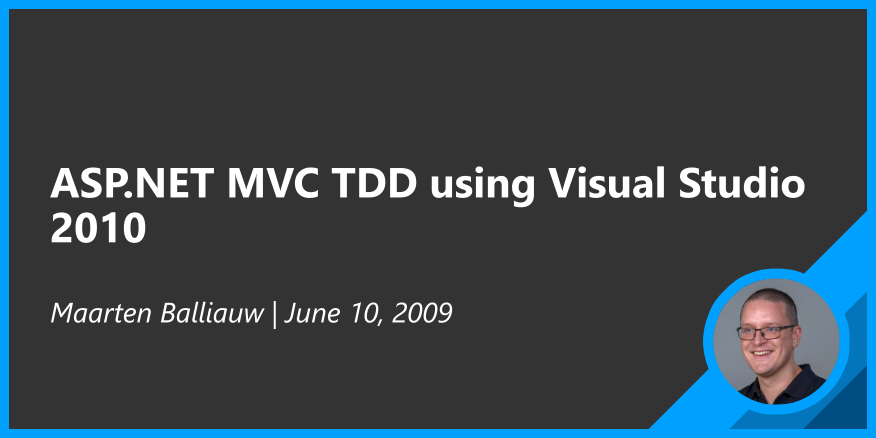 ASP.NET MVC TDD using Visual Studio
2010
Maarten Balliauw | June 10, 2009